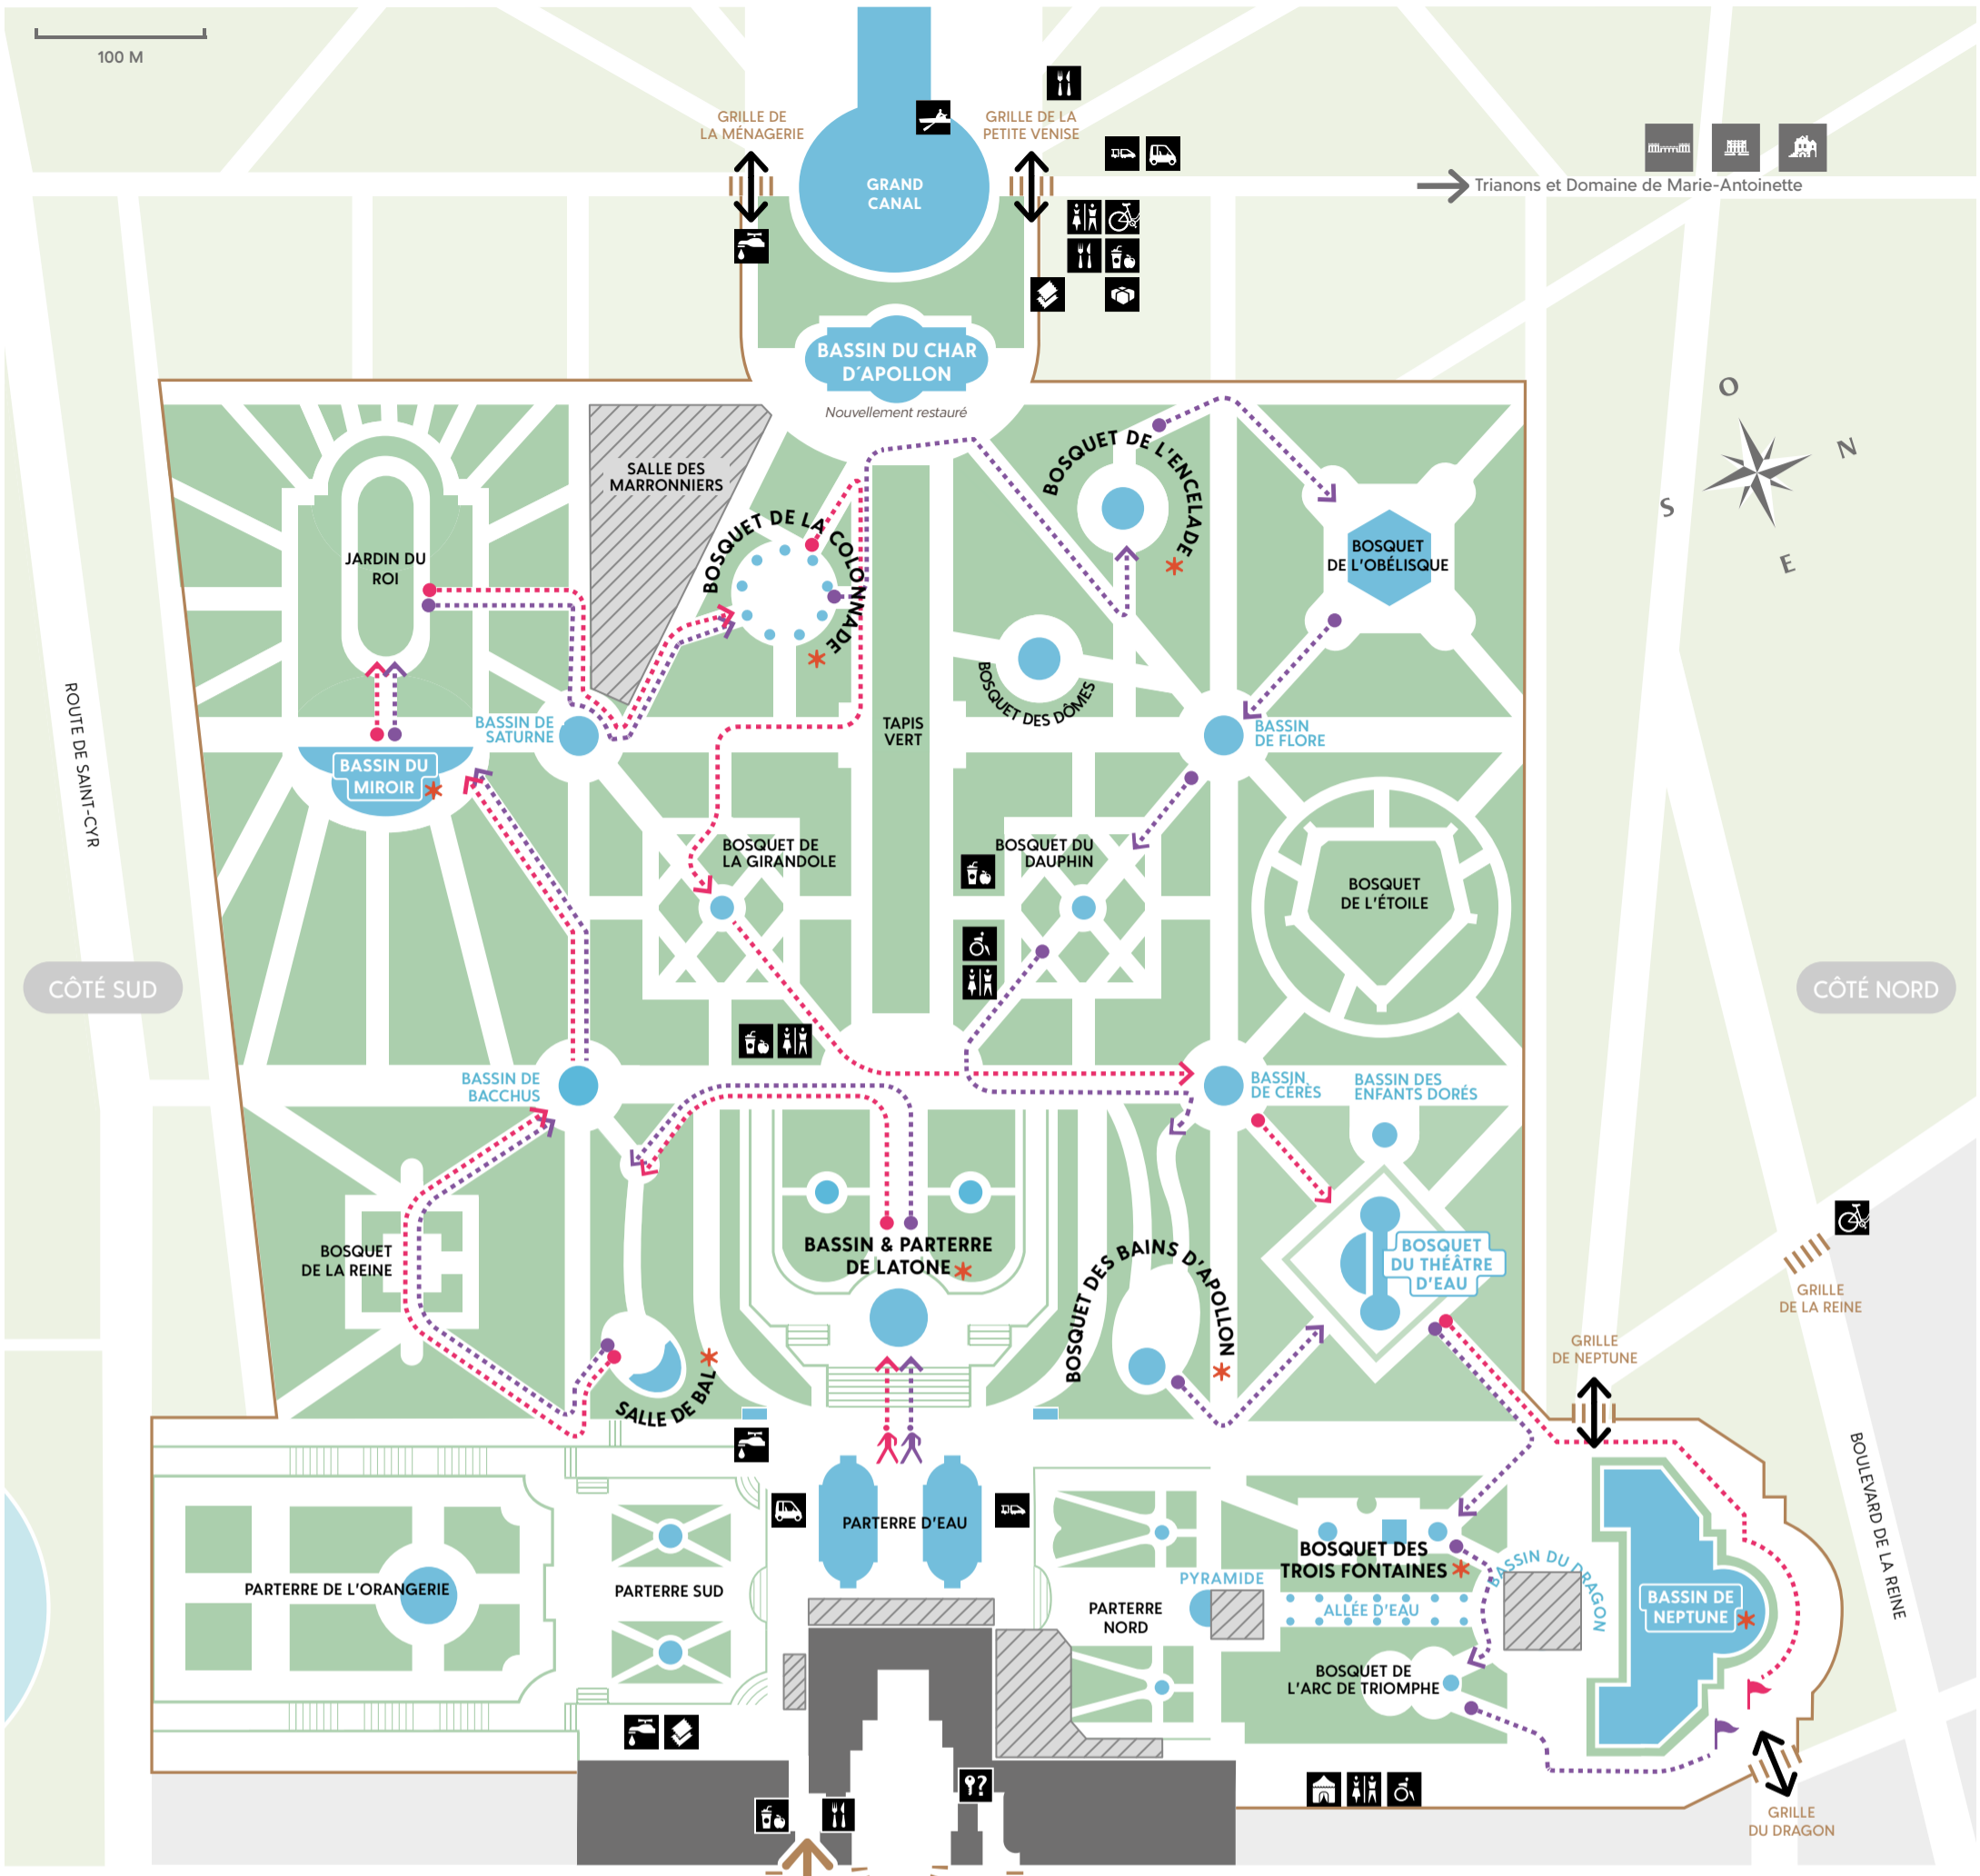 100 M
GRILLE DE
LA MÉNAGERIE
GRILLE DE LA
PETITE VENISE
GRAND
CANAL
Trianons et Domaine de Marie-Antoinette
BASSIN DU CHAR
D'APOLLON
Nouvellement restauré
O
N
S
E
SALLE DES
MARRONNIERS
BOSQUET DE LA COLONNADE
BOSQUET DE L'ENCELADE
JARDIN DU
ROI
BOSQUET
DE L'OBÉLISQUE
BOSQUET DES DÔMES
BASSIN DE
SATURNE
TAPIS
VERT
BASSIN
DE FLORE
ROUTE DE SAINT-CYR
BASSIN DU
MIROIR
BOSQUET DE
LA GIRANDOLE
BOSQUET DU
DAUPHIN
BOSQUET
DE L'ÉTOILE
CÔTÉ SUD
CÔTÉ NORD
BASSIN DE
BACCHUS
BASSIN
DE CÉRÈS
BASSIN DES
ENFANTS DORÉS
BOSQUET
DE LA REINE
BASSIN & PARTERRE
DE LATONE
BOSQUET DES BAINS D'APOLLON
BOSQUET
DU THÉÂTRE
D'EAU
GRILLE
DE LA REINE
GRILLE
DE NEPTUNE
SALLE DE BAL
BOULEVARD DE LA REINE
PARTERRE D'EAU
BOSQUET DES
TROIS FONTAINES
BASSIN DU DRAGON
PARTERRE DE L'ORANGERIE
PARTERRE SUD
PYRAMIDE
PARTERRE
NORD
ALLÉE D'EAU
BASSIN DE
NEPTUNE
BOSQUET DE
L'ARC DE TRIOMPHE
?
GRILLE
DU DRAGON